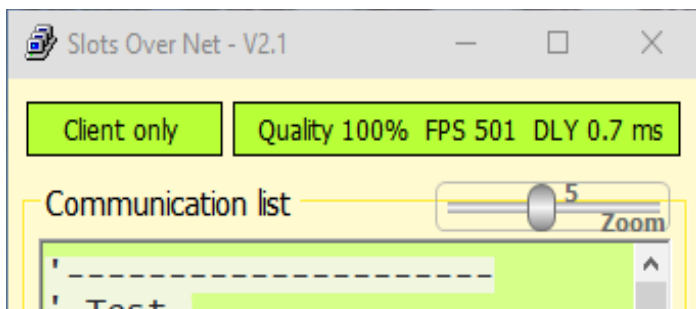 Slots Over Net - V2.1
Client only
Quality 100% FPS 501 DLY 0.7 ms
Communication list
5
Zoom
'----------------------
' Test